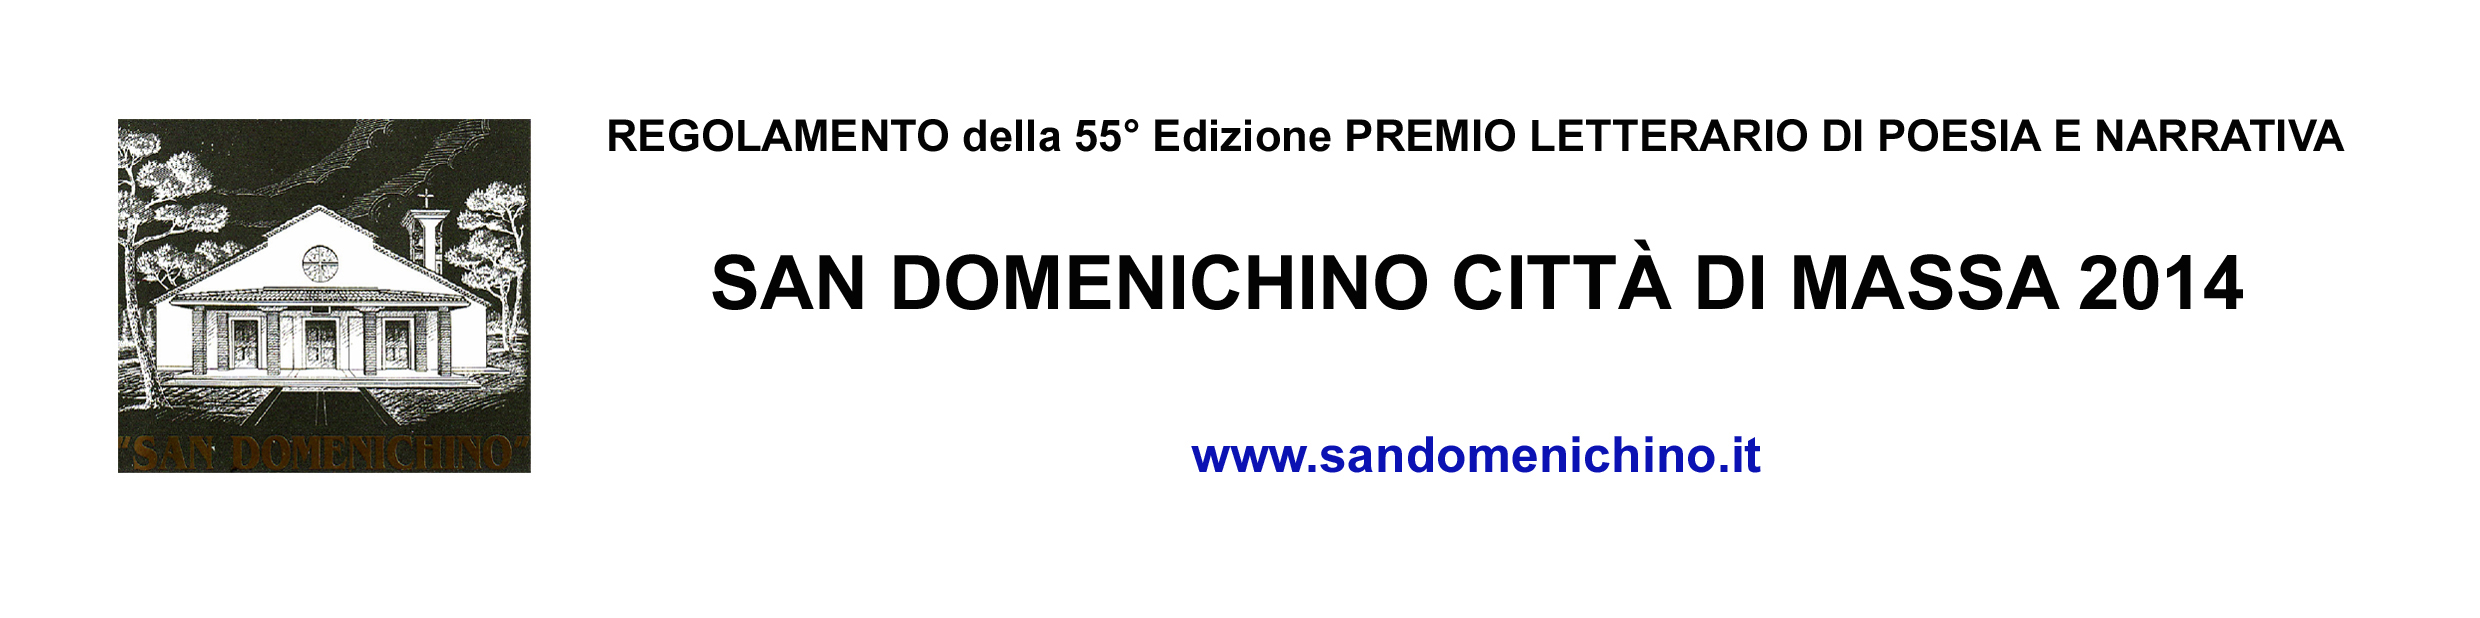 REGOLAMENTO della 55° Edizione PREMIO LETTERARIO DI POESIA E NARRATIVA
SAN DOMENICHINO CITTÀ DI MASSA 2014
www.sandomenichino.it
"SAN DOMENICHINO"